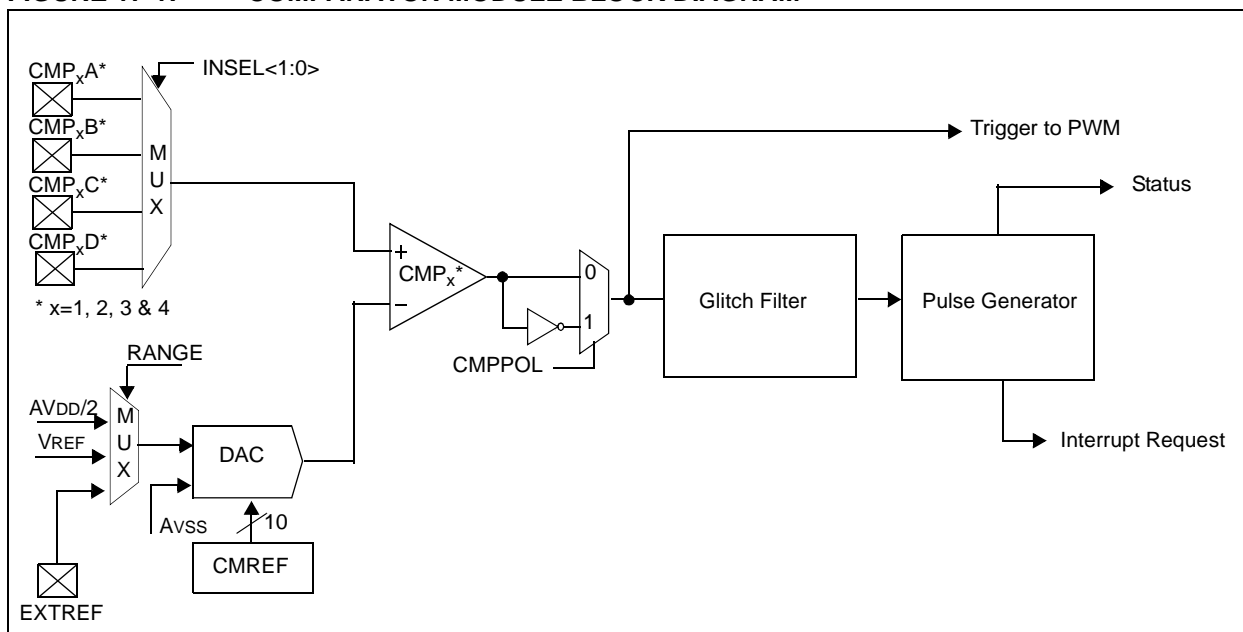 CMPxA*
INSEL<1:0>
CMPxB*
CMPxC*
CMPxD*
M
U
X
* x=1, 2, 3 & 4
RANGE
AVDD/2
VREF
M
U
X
EXTREF
DAC
AVSS
10
CMREF
+
CMPx*
–
0
1
CMPPOL
Trigger to PWM
Glitch Filter
Pulse Generator
Status
Interrupt Request